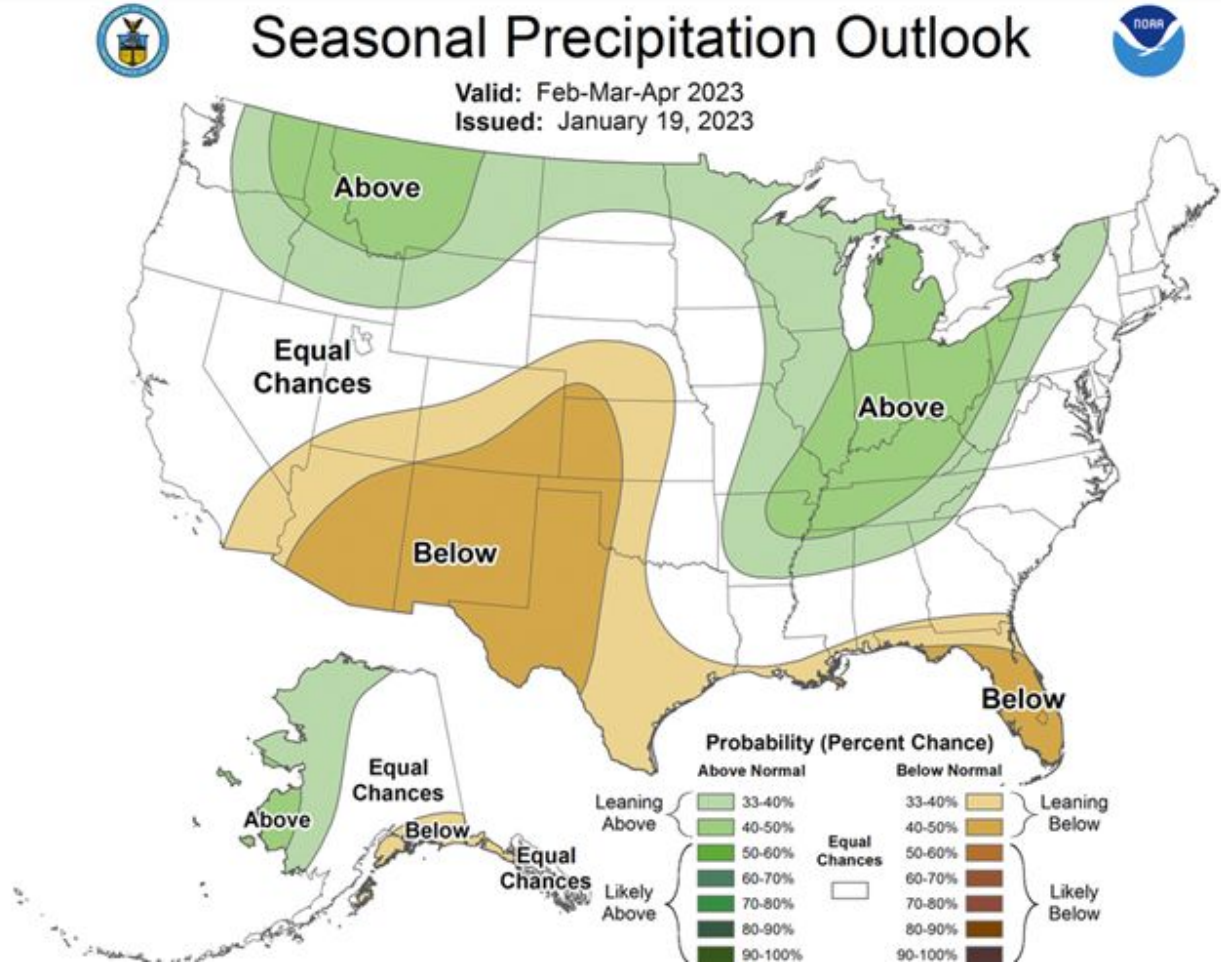 Seasonal Precipitation Outlook
NOAA
Valid: Feb-Mar-Apr 2023
Issued: January 19, 2023
Above
Equal
Chances
Above
Below
Below
Equal
Chances
Above
Below
Equal
Chances
Probability (Percent Chance)
Above Normal
Below Normal
Leaning
Above
33-40%
40-50%
Likely
Above
50-60%
60-70%
70-80%
80-90%
90-100%
Equal
Chances
33-40%
40-50%
Leaning
Below
50-60%
60-70%
70-80%
80-90%
90-100%
Likely
Below